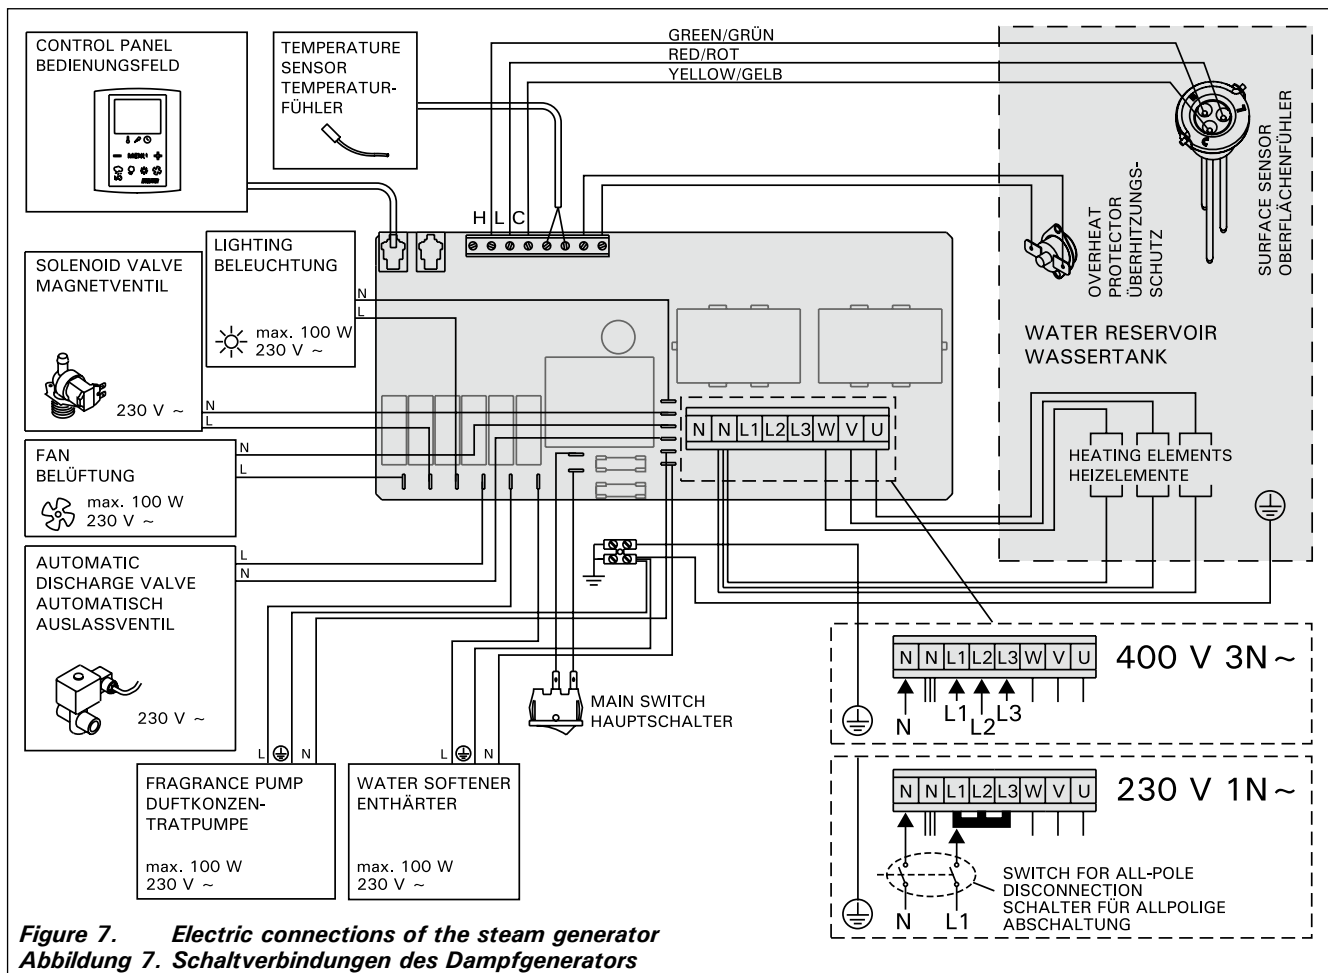 CONTROL PANEL
BEDIENUNGSFELD
MENU
TEMPERATURE
SENSOR
TEMPERATUR-
FÜHLER
GREEN/GRÜN
RED/ROT
YELLOW/GELB
H L C
SURFACE SENSOR
OBERFLÄCHENFÜHLER
OVERHEAT
PROTECTOR
ÜBERHITZUNGS-
SCHUTZ
WATER RESERVOIR
WASSERTANK
HEATING ELEMENTS
HEIZELEMENTE
LIGHTING
BELEUCHTUNG
max. 100 W
230 V ~
N
L
SOLENOID VALVE
MAGNETVENTIL
230 V ~
N
L
FAN
BELÜFTUNG
max. 100 W
230 V ~
N
L
AUTOMATIC
DISCHARGE VALVE
AUTOMATISCH
AUSLASSVENTIL
230 V ~
L
N
N N L1 L2 L3 W V U
MAIN SWITCH
HAUPTSCHALTER
L N
FRAGRANCE PUMP
DUFTKONZEN-
TRATPUMPE
max. 100 W
230 V ~
L N
WATER SOFTENER
ENTHÄRTER
max. 100 W
230 V ~
N N L1 L2 L3 W V U
400 V 3N~
N L1 L2 L3
N N L1 L2 L3 W V U
230 V 1N~
N L1
SWITCH FOR ALL-POLE
DISCONNECTION
SCHALTER FÜR ALLPOLIGE
ABSCHALTUNG
Figure 7. Electric connections of the steam generator
Abbildung 7. Schaltverbindungen des Dampfgenerators